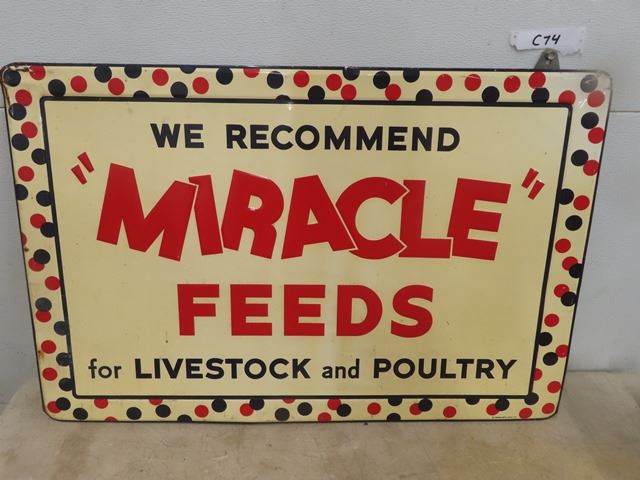 C74
WE RECOMMEND
"MIRACLE"
FEEDS
for LIVESTOCK and POULTRY